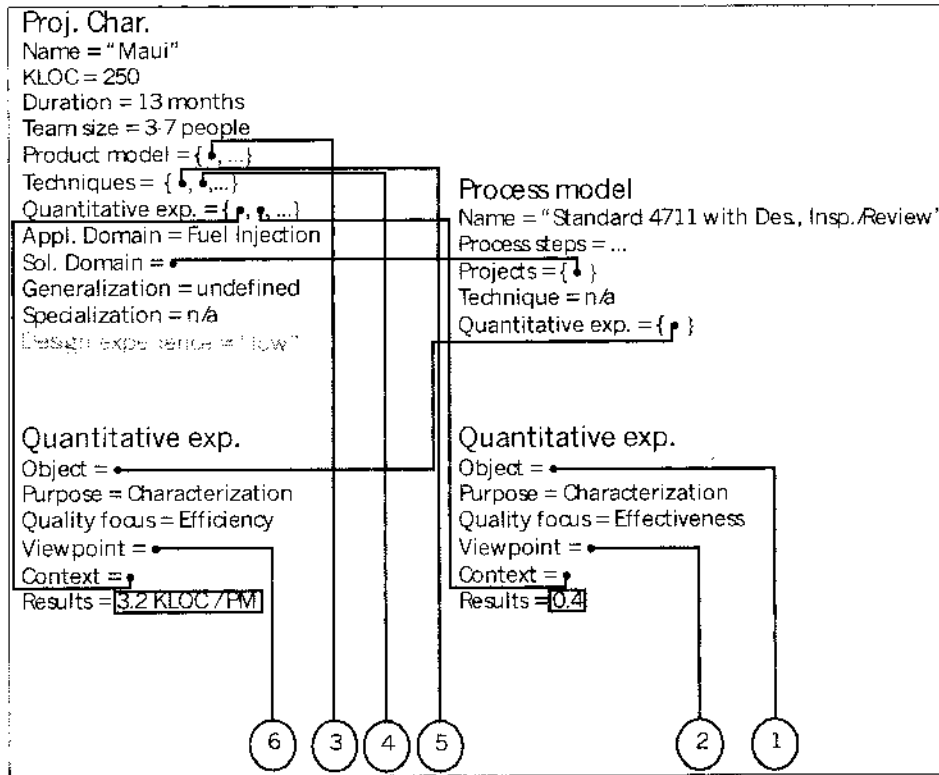 Proj. Char.
Name = "Maui"
KLOC = 250
Duration = 13 months
Team size = 3-7 people
Product model = { , ...}
Techniques = { , ,...}
Quantitative exp. = { , , ...}
Appl. Domain = Fuel Injection
Sol. Domain =
Generalization = undefined
Specialization = n/a
Design experience = "low"
Process model
Name = "Standard 4711 with Des., Insp./Review"
Process steps = ...
Projects = { }
Technique = n/a
Quantitative exp. = { }
Quantitative exp.
Object =
Purpose = Characterization
Quality focus = Efficiency
Viewpoint =
Context =
Results = 3.2 KLOC/PM
Quantitative exp.
Object =
Purpose = Characterization
Quality focus = Effectiveness
Viewpoint =
Context =
Results = 0.4
6 3 4 5 2 1